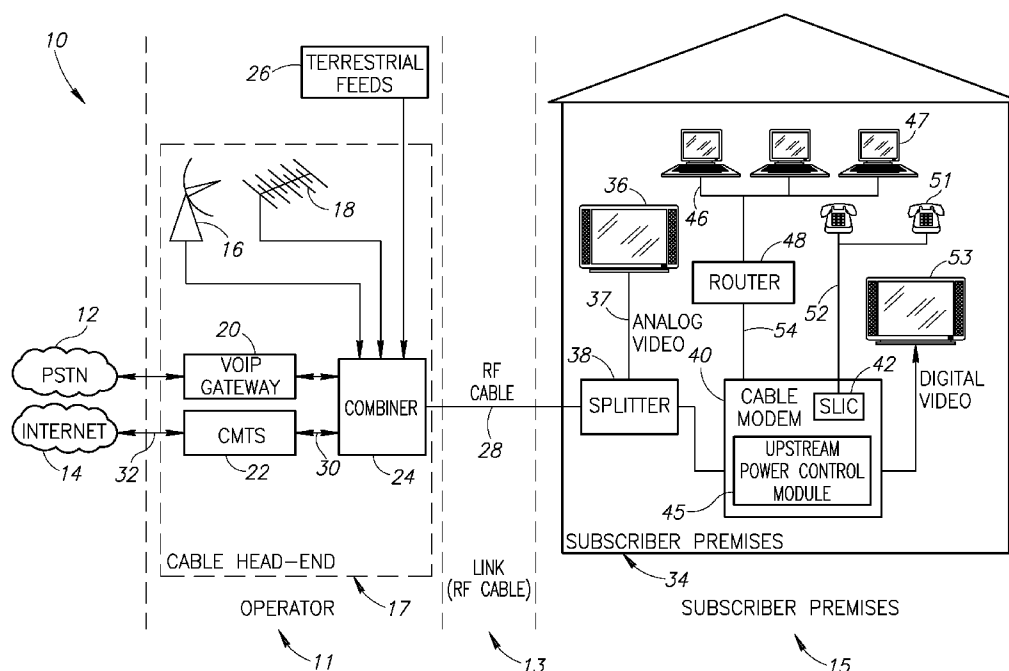 10
26
TERRESTRIAL
FEEDS
16
18
12
PSTN
INTERNET
14
32
20
VOIP
GATEWAY
CMTS
22
30
COMBINER
24
CABLE HEAD-END
17
OPERATOR
11
RF
CABLE
28
LINK
(RF CABLE)
13
47
46
36
51
48
ROUTER
53
37
ANALOG
VIDEO
54
52
38
SPLITTER
40
CABLE
MODEM
42
SLIC
DIGITAL
VIDEO
UPSTREAM
POWER CONTROL
MODULE
45
SUBSCRIBER PREMISES
34
SUBSCRIBER PREMISES
15